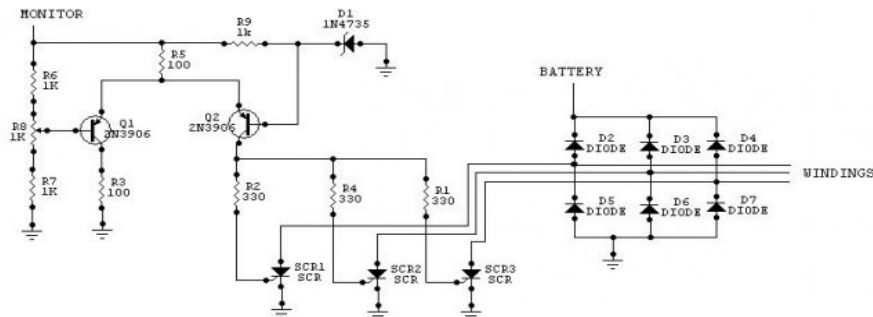 MONITOR
D1
1N4735
R9
1k
R5
100
R6
1K
BATTERY
Q1
2N3906
Q2
2N3906
R8
1K
D2
DIODE
D3
DIODE
D4
DIODE
WINDINGS
R7
1K
R3
100
R2
330
R4
330
R1
330
D5
DIODE
D6
DIODE
D7
DIODE
SCR1
SCR
SCR2
SCR
SCR3
SCR